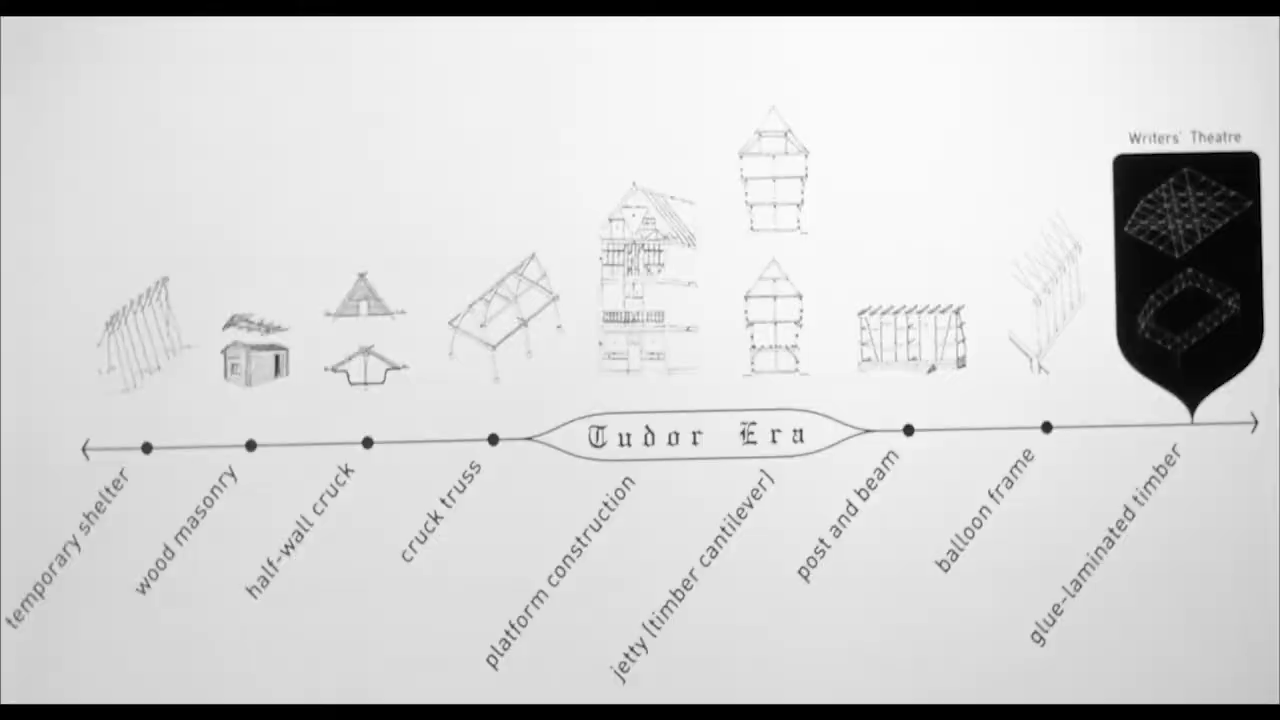 Writers' Theatre
Tudor Era
temporary shelter
wood masonry
half-wall cruck
cruck truss
platform construction
jetty (timber cantilever)
post and beam
balloon frame
glue-laminated timber